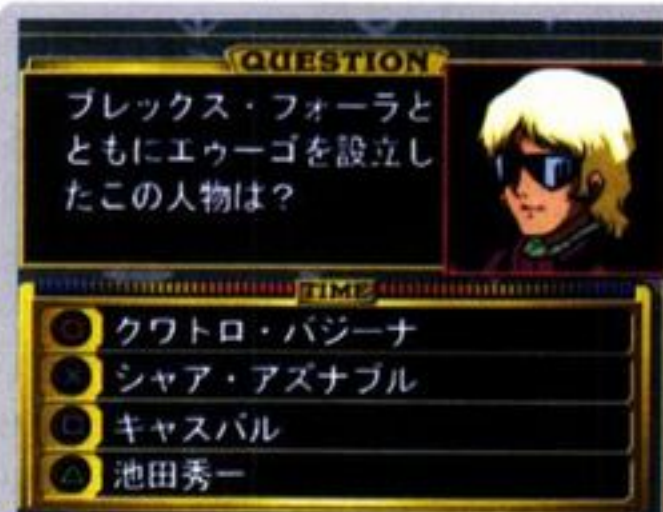 QUESTION
ブレックス・フォーラと
ともにエゥーゴを設立し
たこの人物は？
TIME
クワトロ・バジーナ
シャア・アズナブル
キャスバル
池田秀一